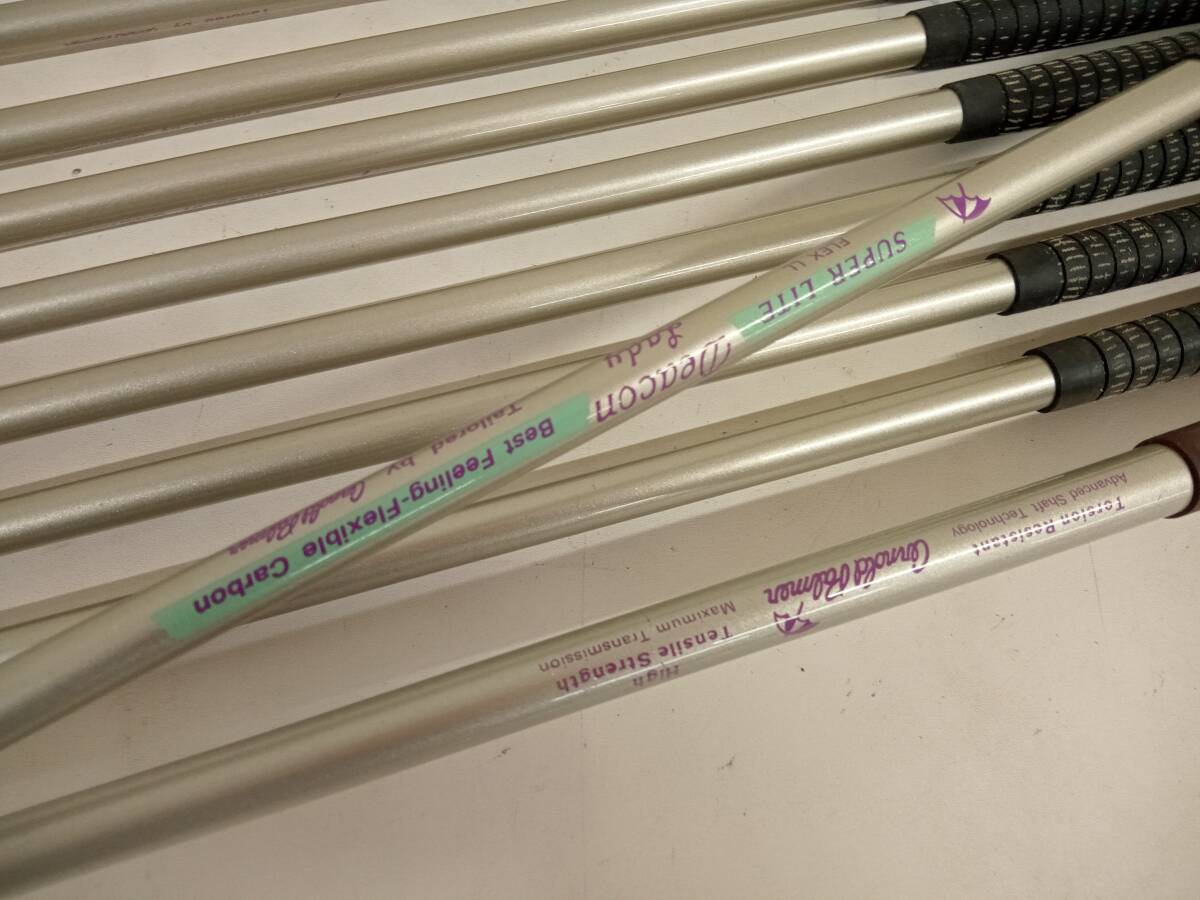 SUPER LITE
FLEX LL
Lady
Deacon
Best Feeling-Flexible Carbon
Tailored by Arnold Palmer
Torsion Resistant
Advanced Shaft Technology
Arnold Palmer
High
Tensile Strength
Maximum Transmission